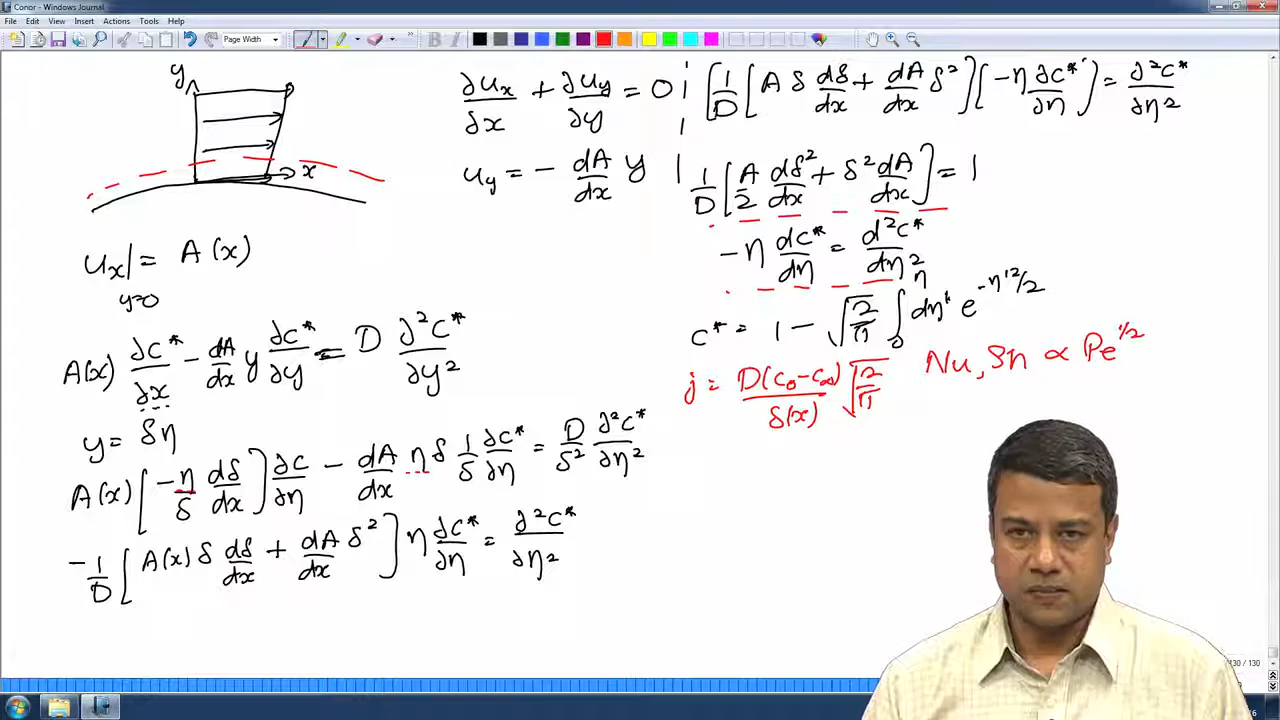 Conor - Windows Journal
File Edit View Insert Actions Tools Help
Page Width
y
x
u_x|_{y=0} = A(x)
A(x) ∂c*/∂x - dA/dx y ∂c*/∂y = D ∂²c*/∂y²
y = δη
A(x) [-η/δ dδ/dx] ∂c/∂η - dA/dx ηδ 1/δ ∂c*/∂η = D/δ² ∂²c*/∂η²
-1/D [A(x) δ dδ/dx + dA/dx δ²] η ∂c*/∂η = ∂²c*/∂η²
∂u_x/∂x + ∂u_y/∂y = 0
u_y = - dA/dx y
1/D [A δ dδ/dx + dA/dx δ²] [-η ∂c*/∂η] = ∂²c*/∂η²
1/D [A/2 dδ²/dx + δ² dA/dx] = 1
-η dc*/dη = d²c*/dη²
c* = 1 - √(2/π) ∫₀^η dη' e^{-η'²/2}
j = D(c₀-c∞)/δ(x) √(2/π)
Nu, Sh ∝ Pe^{1/2}
130 / 130